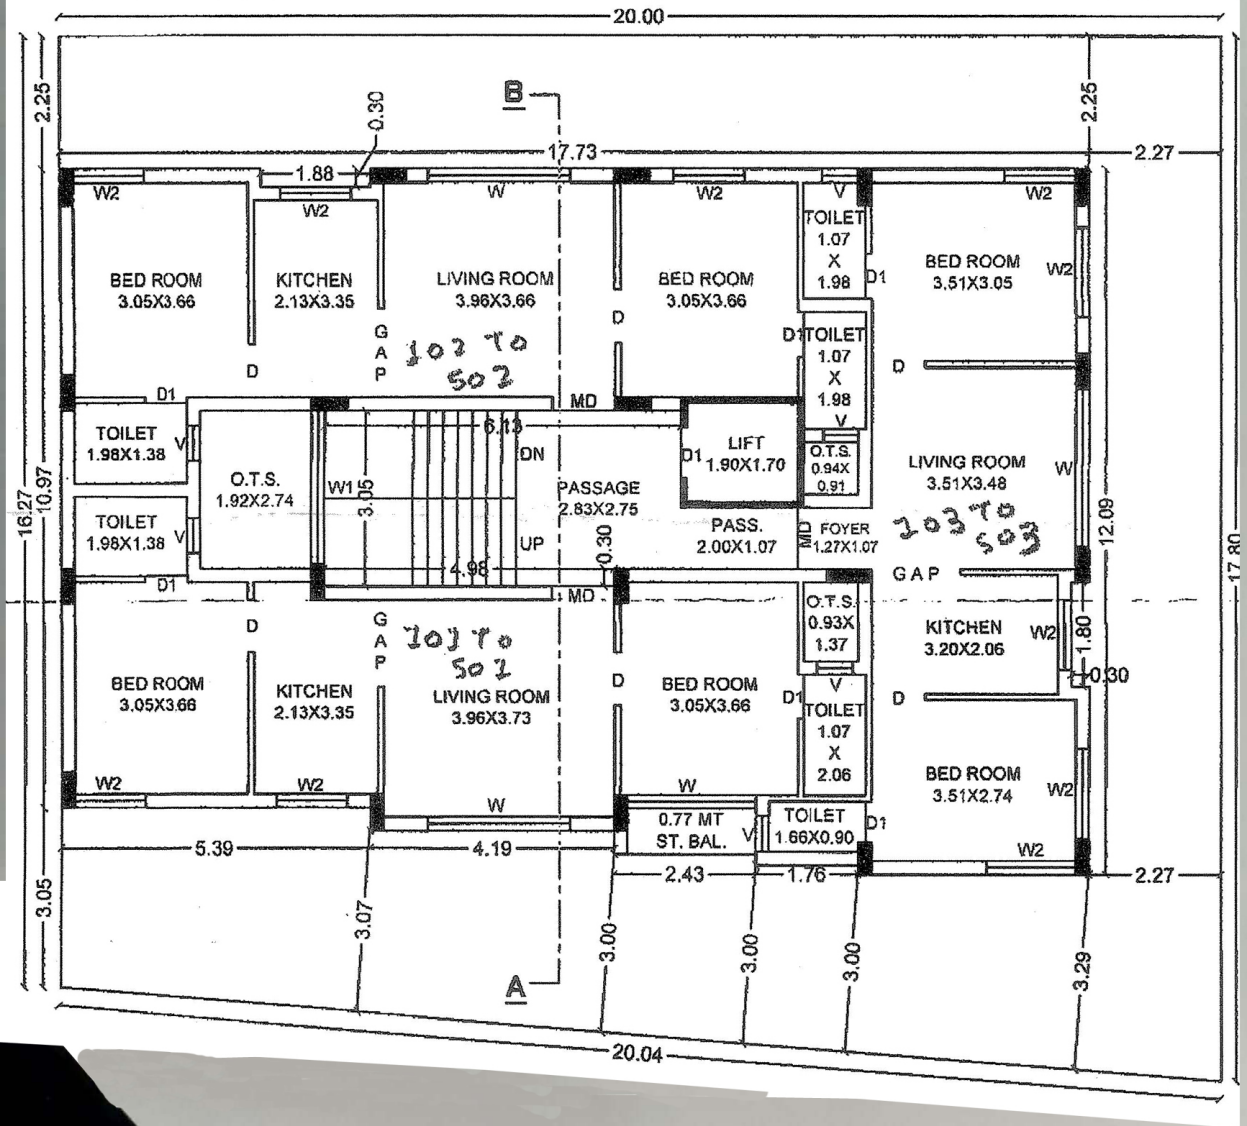 20.00
B
2.25
0.30
2.25
17.73
2.27
1.88
W2
W2
W
W2
V
W2
BED ROOM
3.05X3.66
KITCHEN
2.13X3.35
LIVING ROOM
3.96X3.66
BED ROOM
3.05X3.66
TOILET
1.07
X
1.98
D1
BED ROOM
3.51X3.05
W2
D
GAP
102 TO
502
D
D1
TOILET
1.07
X
1.98
V
D
D1
MD
TOILET
1.98X1.38
V
O.T.S.
1.92X2.74
6.13
DN
W1
3.05
LIFT
1.90X1.70
D1
O.T.S.
0.94X
0.91
LIVING ROOM
3.51X3.48
W
103 TO
503
16.27
10.97
TOILET
1.98X1.38
V
PASSAGE
2.83X2.75
PASS.
2.00X1.07
MD
FOYER
1.27X1.07
12.09
17.80
UP
0.30
4.98
D1
MD
GAP
D
GAP
101 TO
501
O.T.S.
0.93X
1.37
KITCHEN
3.20X2.06
W2
1.80
0.30
BED ROOM
3.05X3.66
KITCHEN
2.13X3.35
LIVING ROOM
3.96X3.73
D
BED ROOM
3.05X3.66
D1
V
TOILET
1.07
X
2.06
D
W2
W2
W
W
BED ROOM
3.51X2.74
W2
0.77 MT
ST. BAL.
V
TOILET
1.66X0.90
D1
W2
5.39
4.19
2.43
1.76
2.27
3.05
3.07
3.00
3.00
3.00
3.29
A
20.04